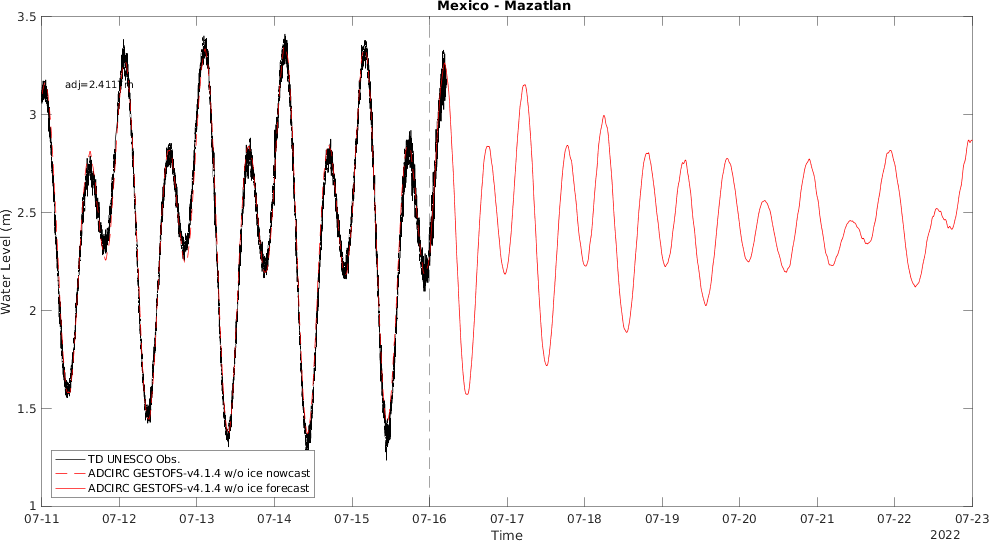 Mexico - Mazatlan
3.5
3
2.5
2
1.5
1
Water Level (m)
adj=2.411 m
TD UNESCO Obs.
ADCIRC GESTOFS-v4.1.4 w/o ice nowcast
ADCIRC GESTOFS-v4.1.4 w/o ice forecast
07-11 07-12 07-13 07-14 07-15 07-16 07-17 07-18 07-19 07-20 07-21 07-22 07-23
Time
2022